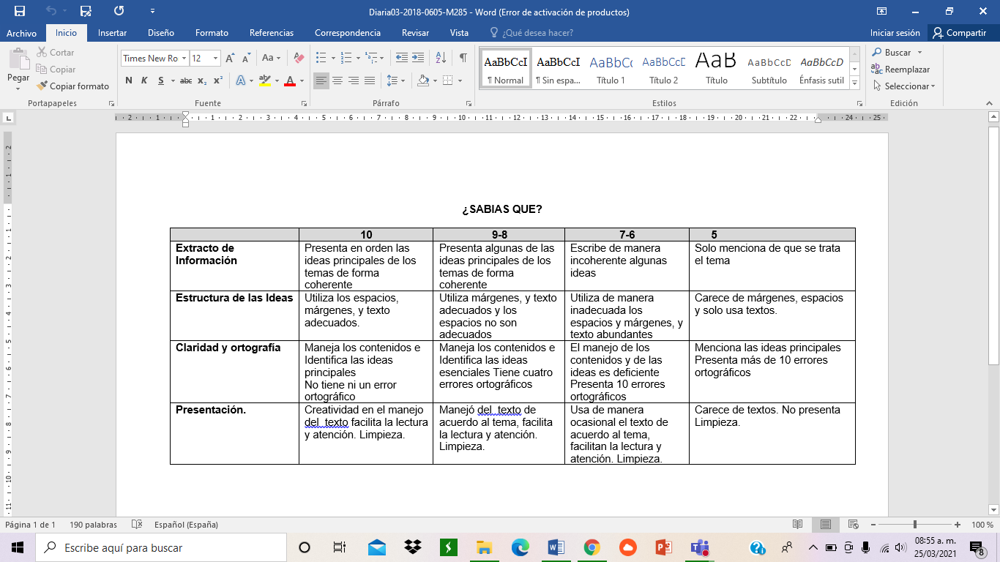 Diaria03-2018-0605-M285 - Word (Error de activación de productos)
Archivo Inicio Insertar Diseño Formato Referencias Correspondencia Revisar Vista ¿Qué desea hacer? Iniciar sesión Compartir
Pegar
Cortar
Copiar
Copiar formato
Portapapeles
Times New Ro 12
N K S abc x₂ x²
Fuente
Párrafo
AaBbCcI AaBbCcI AaBbCc AaBbCcD AaB AaBbCcD AaBbCcD
¶ Normal ¶ Sin espa... Título 1 Título 2 Título Subtítulo Énfasis sutil
Estilos
Buscar
Reemplazar
Seleccionar
Edición
¿SABIAS QUE?
10 9-8 7-6 5
Extracto de
Información
Presenta en orden las
ideas principales de los
temas de forma
coherente
Presenta algunas de las
ideas principales de los
temas de forma
coherente
Escribe de manera
incoherente algunas
ideas
Solo menciona de que se trata
el tema
Estructura de las Ideas
Utiliza los espacios,
márgenes, y texto
adecuados.
Utiliza márgenes, y texto
adecuados y los
espacios no son
adecuados
Utiliza de manera
inadecuada los
espacios y márgenes, y
texto abundantes
Carece de márgenes, espacios
y solo usa textos.
Claridad y ortografía
Maneja los contenidos e
Identifica las ideas
principales
No tiene ni un error
ortográfico
Maneja los contenidos e
Identifica las ideas
esenciales Tiene cuatro
errores ortográficos
El manejo de los
contenidos y de las
ideas es deficiente
Presenta 10 errores
ortográficos
Menciona las ideas principales
Presenta más de 10 errores
ortográficos
Presentación.
Creatividad en el manejo
del  texto facilita la lectura
y atención. Limpieza.
Manejó del  texto de
acuerdo al tema, facilita
la lectura y atención.
Limpieza.
Usa de manera
ocasional el texto de
acuerdo al tema,
facilitan la lectura y
atención. Limpieza.
Carece de textos. No presenta
Limpieza.
Página 1 de 1 190 palabras Español (España) 100 %
Escribe aquí para buscar
08:55 a. m.
25/03/2021
8